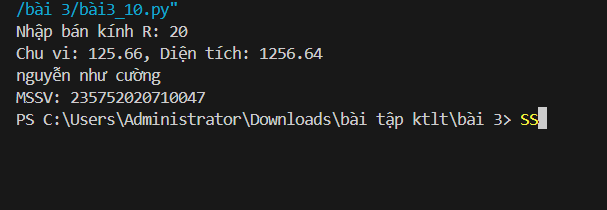 /bài 3/bài3_10.py"
Nhập bán kính R: 20
Chu vi: 125.66, Diện tích: 1256.64
nguyễn như cường
MSSV: 235752020710047
PS C:\Users\Administrator\Downloads\bài tập ktlt\bài 3> SS